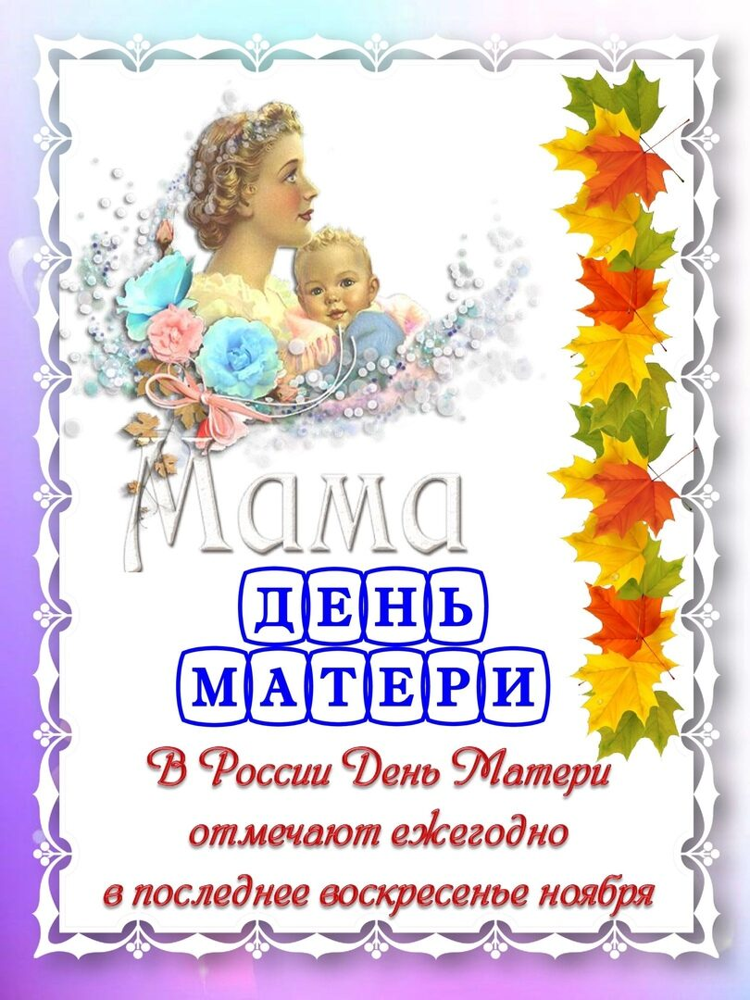 Мама
ДЕНЬ
МАТЕРИ
В России День Матери
отмечают ежегодно
в последнее воскресенье ноября